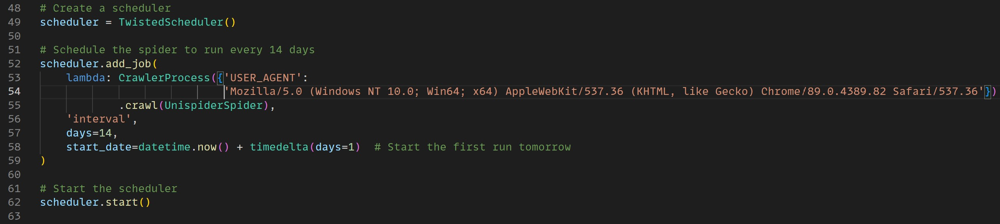 48 # Create a scheduler
49 scheduler = TwistedScheduler()
50
51 # Schedule the spider to run every 14 days
52 scheduler.add_job(
53     lambda: CrawlerProcess({'USER_AGENT':
54                             'Mozilla/5.0 (Windows NT 10.0; Win64; x64) AppleWebKit/537.36 (KHTML, like Gecko) Chrome/89.0.4389.82 Safari/537.36'})
55             .crawl(UnispiderSpider),
56     'interval',
57     days=14,
58     start_date=datetime.now() + timedelta(days=1)  # Start the first run tomorrow
59 )
60
61 # Start the scheduler
62 scheduler.start()
63